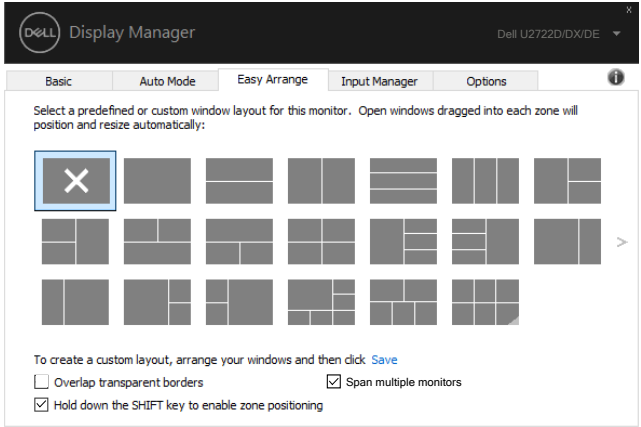 x
DELL Display Manager
Dell U2722D/DX/DE
Basic Auto Mode Easy Arrange Input Manager Options
Select a predefined or custom window layout for this monitor. Open windows dragged into each zone will
position and resize automatically:
>
To create a custom layout, arrange your windows and then click Save
Overlap transparent borders Span multiple monitors
Hold down the SHIFT key to enable zone positioning